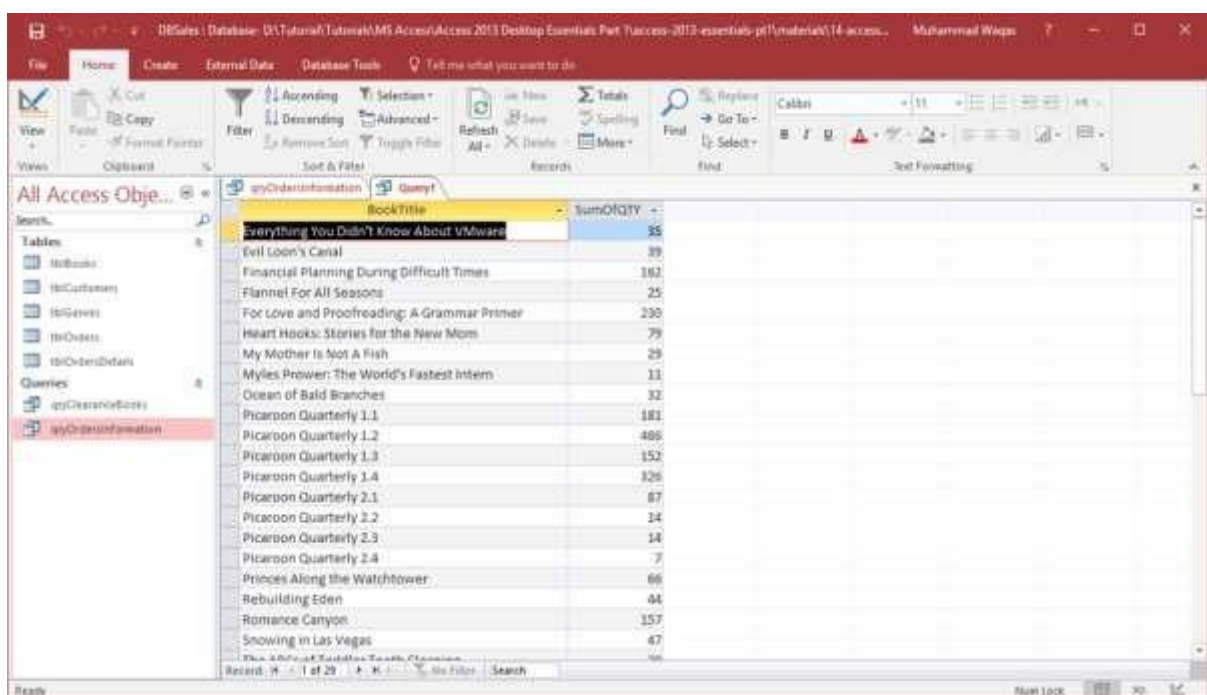 DBSales : Database- D:\Tutorial\Tutorials\MS Access\Access 2013 Desktop Essentials Part 1\access-2013-essentials-pt1\materials\14-access... Muhammad Waqas ?
File Home Create External Data Database Tools Tell me what you want to do
View Paste Cut Copy Format Painter
Filter Ascending Descending Remove Sort Selection Advanced Toggle Filter
Refresh All New Save Delete Totals Spelling More
Find Replace Go To Select
Calibri 11
B I U A
Views Clipboard Sort & Filter Records Find Text Formatting
All Access Obje...
Search..
Tables
tblBooks
tblCustomers
tblGenres
tblOrders
tblOrdersDetails
Queries
qryClearanceBooks
qryOrdersInformation
qryOrdersInformation Query1
BookTitle SumOfQTY
Everything You Didn't Know About VMware 35
Evil Loon's Canal 39
Financial Planning During Difficult Times 162
Flannel For All Seasons 25
For Love and Proofreading: A Grammar Primer 230
Heart Hooks: Stories for the New Mom 79
My Mother Is Not A Fish 29
Myles Prower: The World's Fastest Intern 11
Ocean of Bald Branches 32
Picaroon Quarterly 1.1 181
Picaroon Quarterly 1.2 486
Picaroon Quarterly 1.3 152
Picaroon Quarterly 1.4 326
Picaroon Quarterly 2.1 87
Picaroon Quarterly 2.2 14
Picaroon Quarterly 2.3 14
Picaroon Quarterly 2.4 7
Princes Along the Watchtower 66
Rebuilding Eden 44
Romance Canyon 157
Snowing in Las Vegas 47
The ABCs of Toddler Tooth Cleaning
Record: 1 of 29 No Filter Search
Ready Num Lock